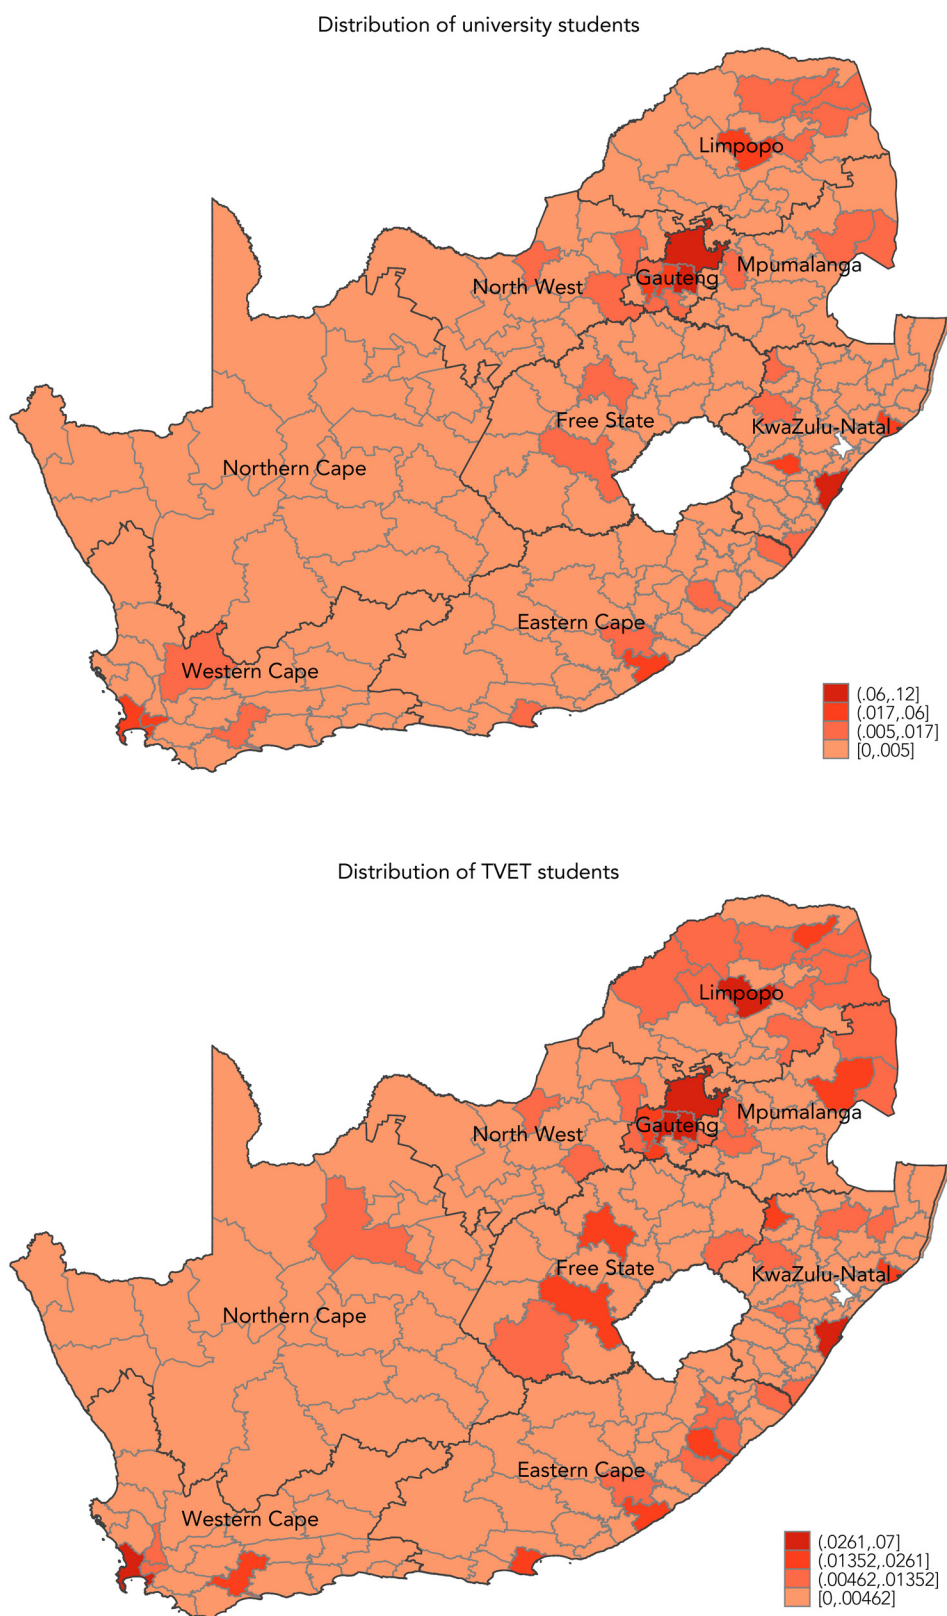 Distribution of university students
Limpopo
Mpumalanga
Gauteng
North West
Free State
KwaZulu-Natal
Northern Cape
Eastern Cape
Western Cape
(.06,.12]
(.017,.06]
(.005,.017]
[0,.005]
Distribution of TVET students
Limpopo
Mpumalanga
Gauteng
North West
Free State
KwaZulu-Natal
Northern Cape
Eastern Cape
Western Cape
(.0261,.07]
(.01352,.0261]
(.00462,.01352]
[0,.00462]